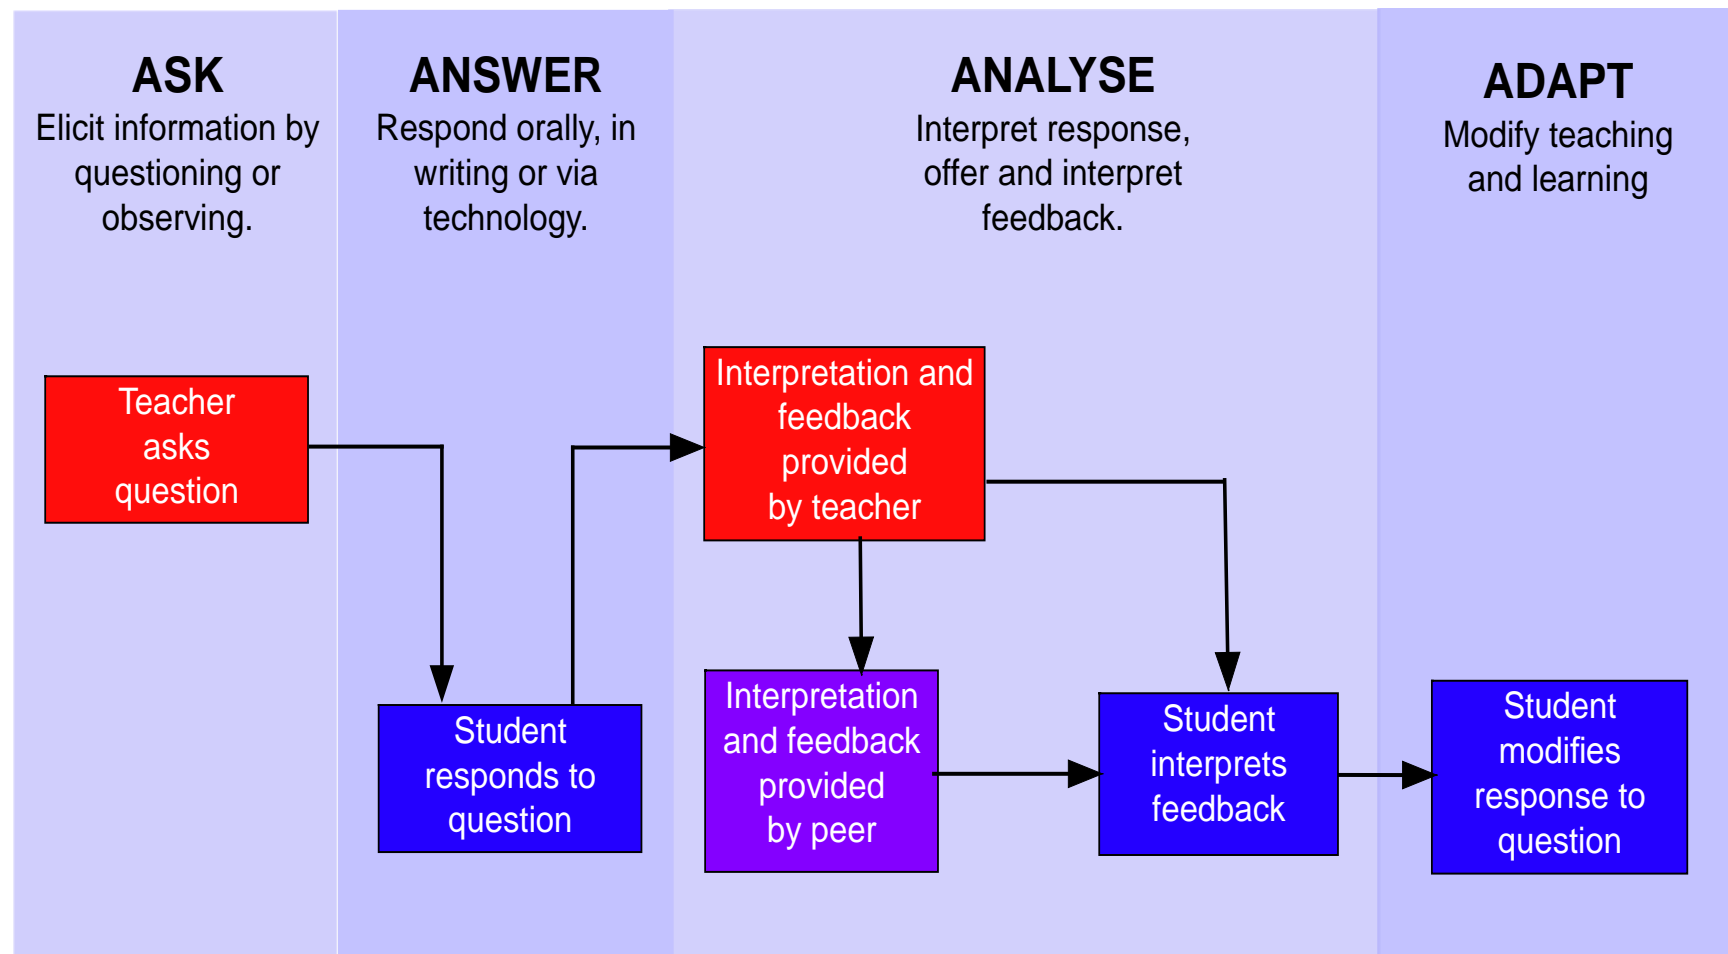 ASK
Elicit information by
questioning or
observing.
ANSWER
Respond orally, in
writing or via
technology.
ANALYSE
Interpret response,
offer and interpret
feedback.
ADAPT
Modify teaching
and learning
Teacher
asks
question
Student
responds to
question
Interpretation and
feedback
provided
by teacher
Interpretation
and feedback
provided
by peer
Student
interprets
feedback
Student
modifies
response to
question